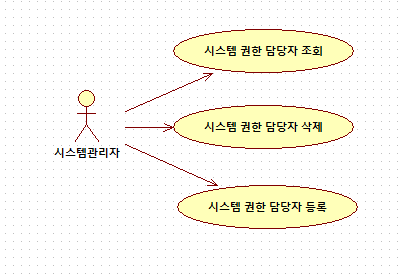 시스템 권한 담당자 조회
시스템 권한 담당자 삭제
시스템관리자
시스템 권한 담당자 등록